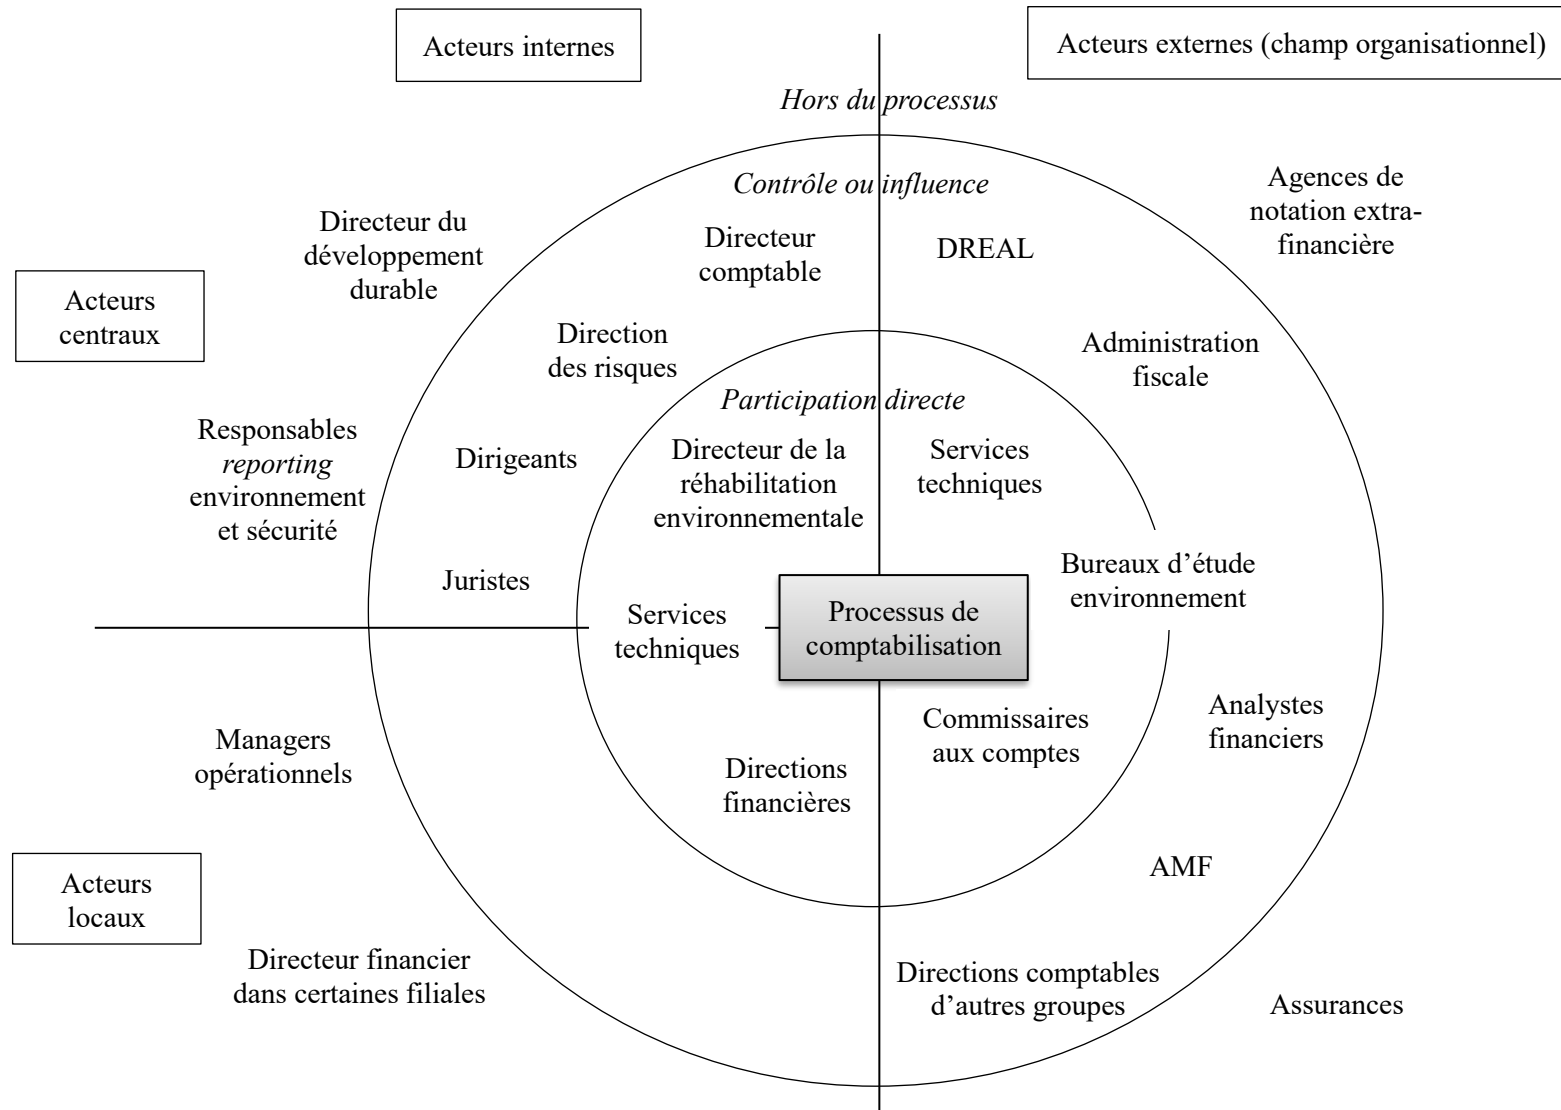 Acteurs internes
Acteurs externes (champ organisationnel)
Hors du processus
Contrôle ou influence
Agences de
notation extra-
financière
Directeur du
développement
durable
Directeur
comptable
DREAL
Acteurs
centraux
Direction
des risques
Administration
fiscale
Participation directe
Responsables
reporting
environnement
et sécurité
Dirigeants
Directeur de la
réhabilitation
environnementale
Services
techniques
Juristes
Bureaux d’étude
environnement
Services
techniques
Processus de
comptabilisation
Managers
opérationnels
Directions
financières
Commissaires
aux comptes
Analystes
financiers
AMF
Acteurs
locaux
Directeur financier
dans certaines filiales
Directions comptables
d’autres groupes
Assurances